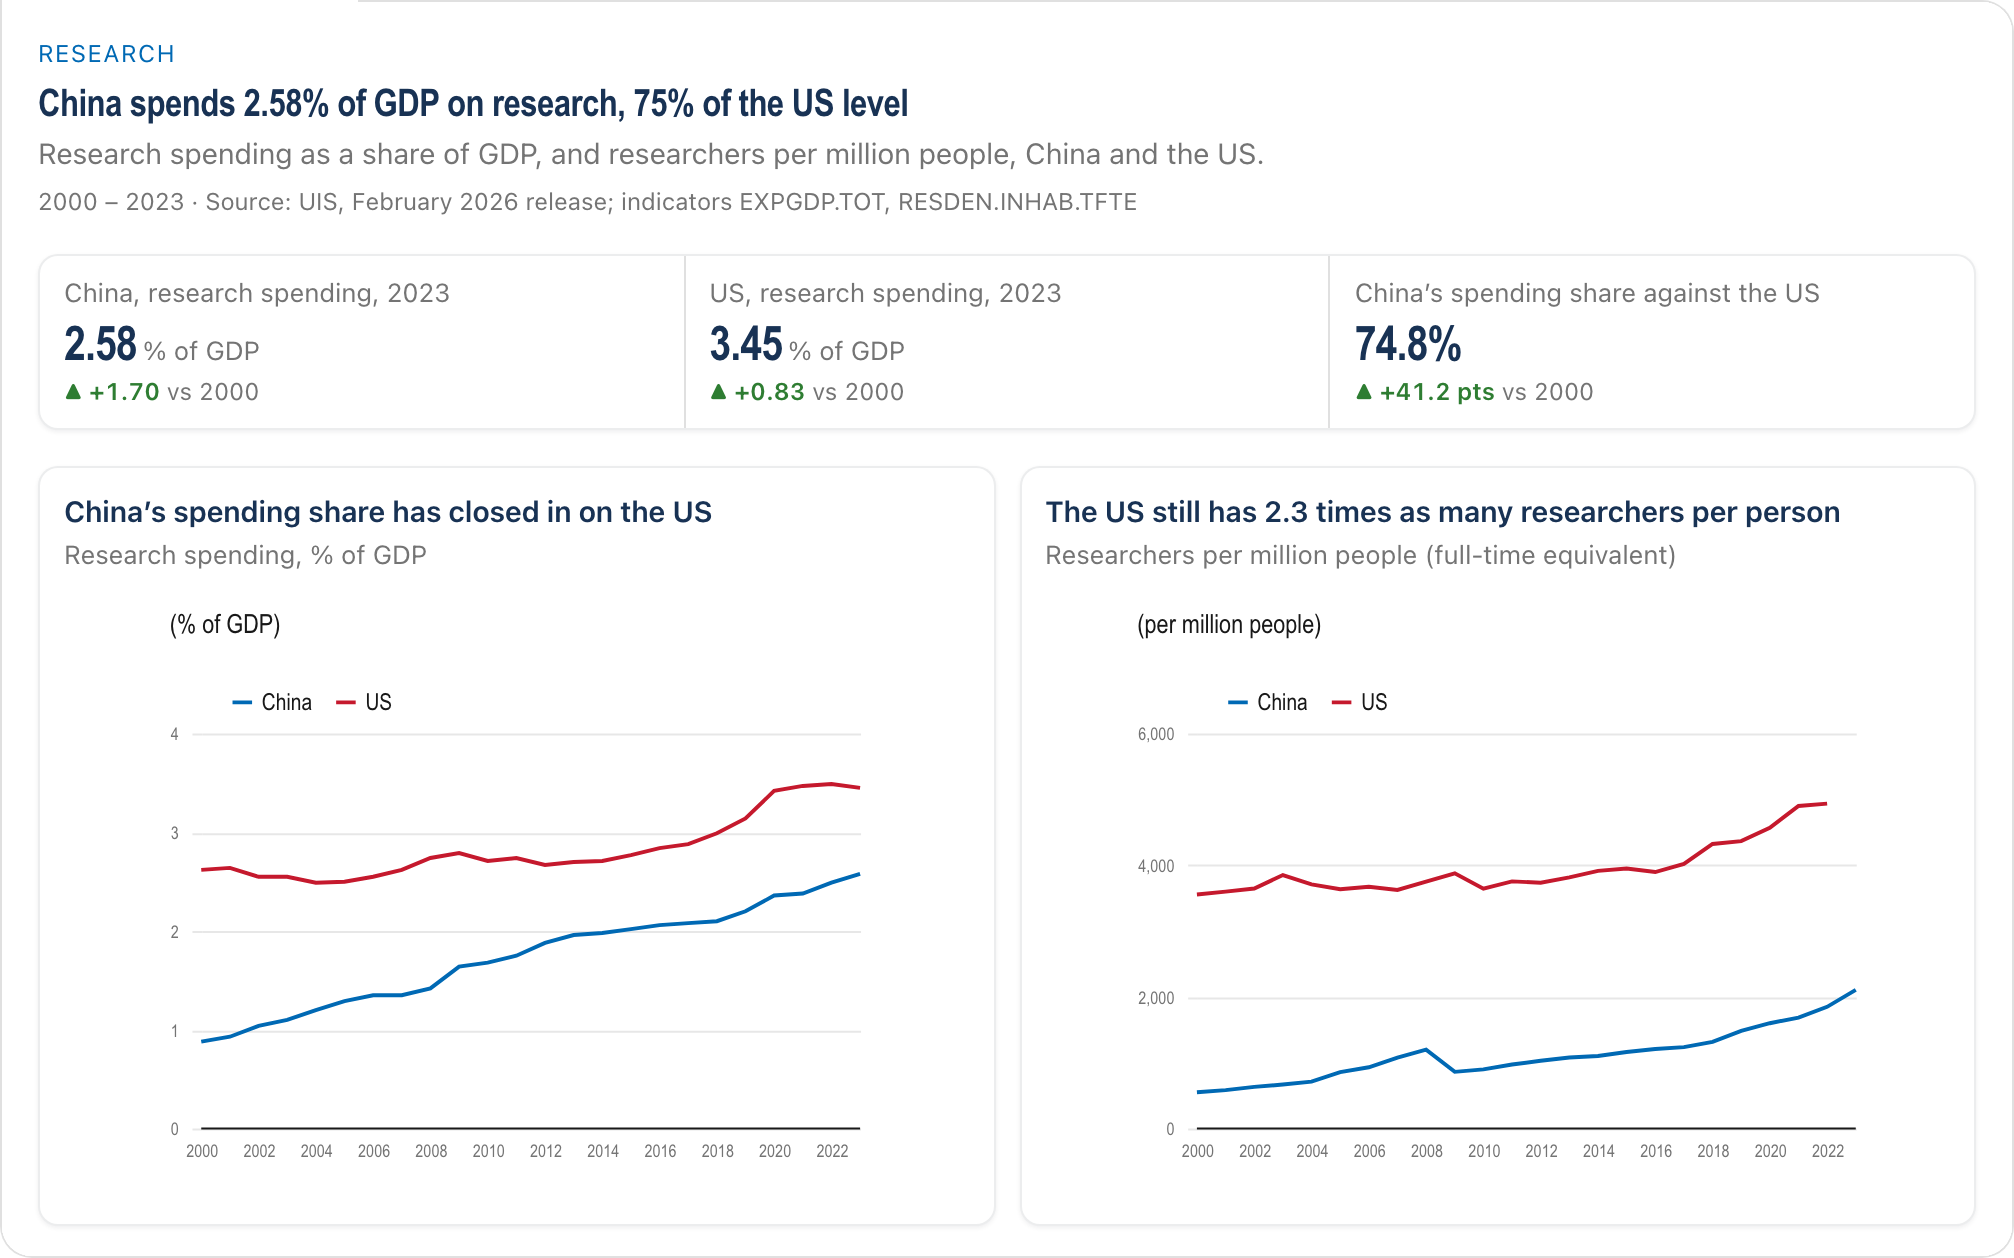 RESEARCH
China spends 2.58% of GDP on research, 75% of the US level
Research spending as a share of GDP, and researchers per million people, China and the US.
2000 – 2023 · Source: UIS, February 2026 release; indicators EXPGDP.TOT, RESDEN.INHAB.TFTE
China, research spending, 2023
2.58 % of GDP
▲ +1.70 vs 2000
US, research spending, 2023
3.45 % of GDP
▲ +0.83 vs 2000
China’s spending share against the US
74.8%
▲ +41.2 pts vs 2000
China’s spending share has closed in on the US
Research spending, % of GDP
(% of GDP)
China US
4
3
2
1
0
2000 2002 2004 2006 2008 2010 2012 2014 2016 2018 2020 2022
The US still has 2.3 times as many researchers per person
Researchers per million people (full-time equivalent)
(per million people)
China US
6,000
4,000
2,000
0
2000 2002 2004 2006 2008 2010 2012 2014 2016 2018 2020 2022